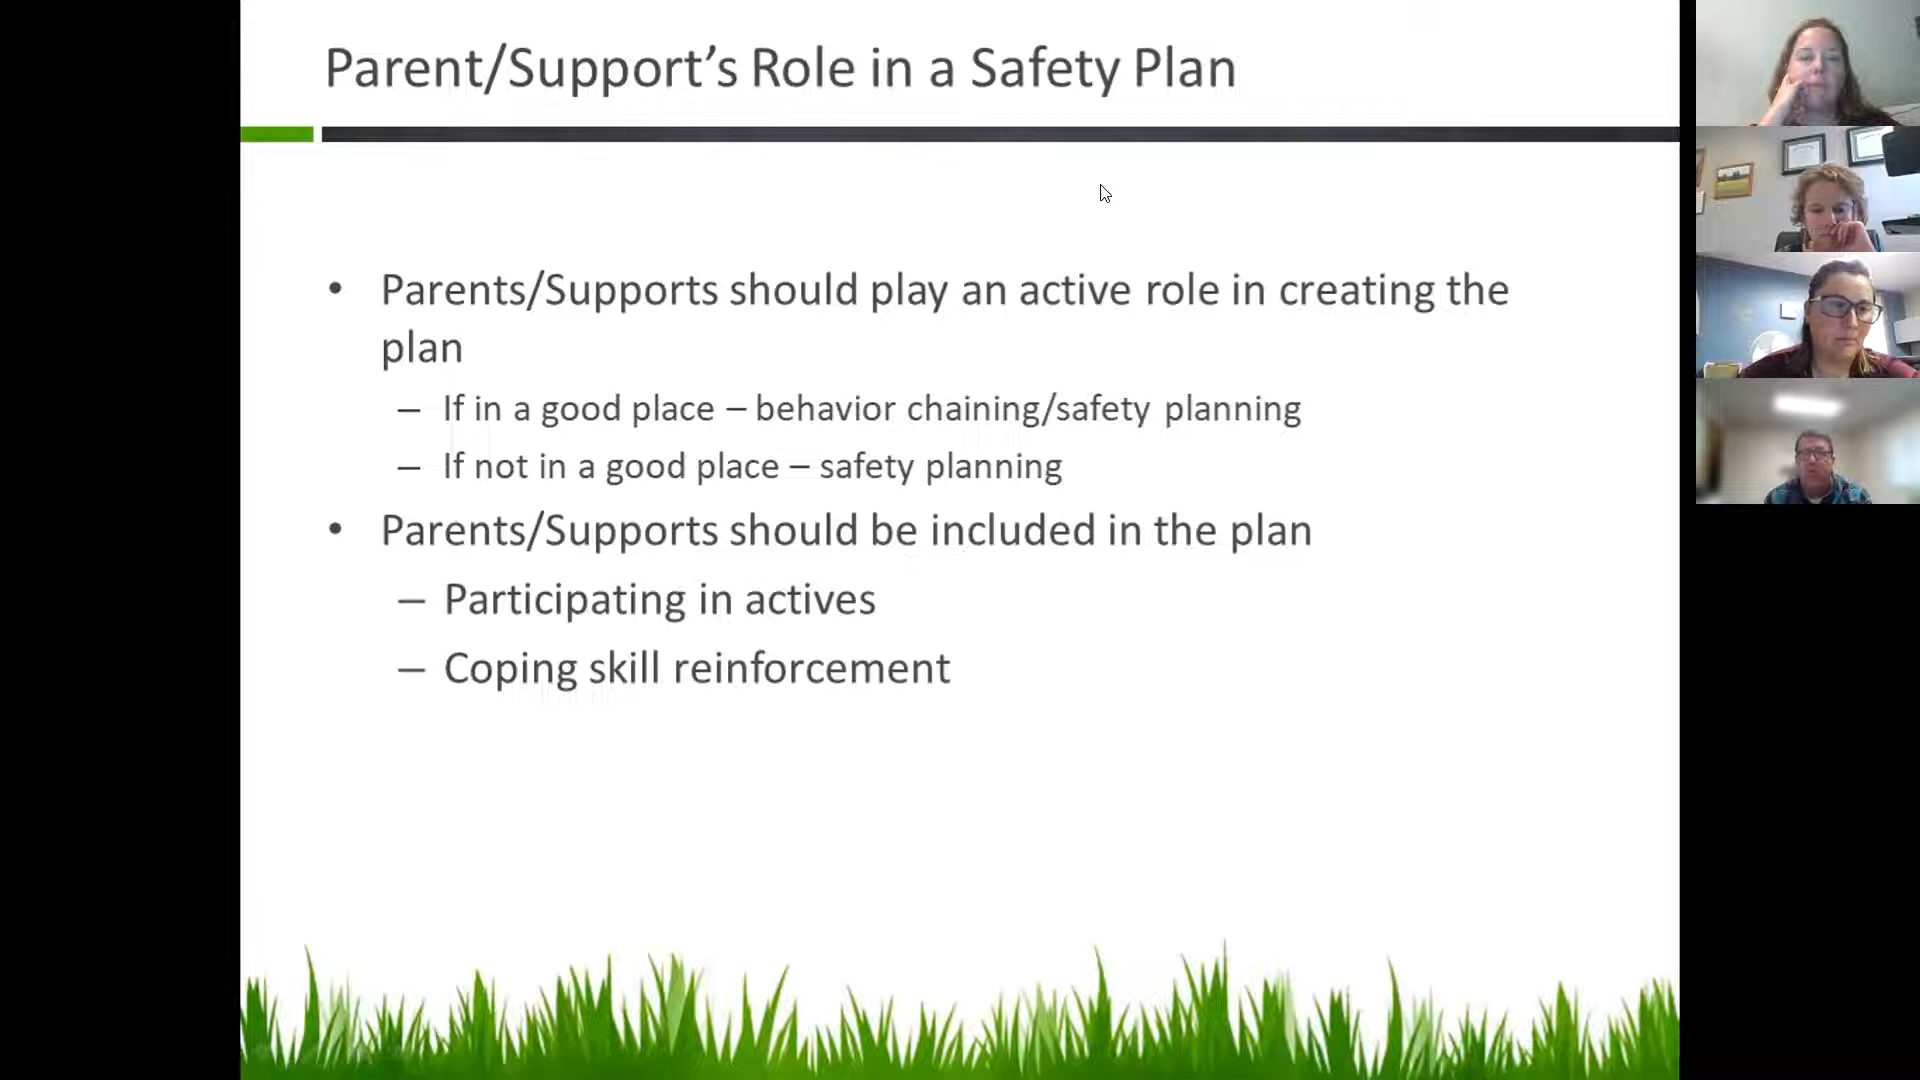 Parent/Support’s Role in a Safety Plan
• Parents/Supports should play an active role in creating the
plan
– If in a good place – behavior chaining/safety planning
– If not in a good place – safety planning
• Parents/Supports should be included in the plan
– Participating in actives
– Coping skill reinforcement